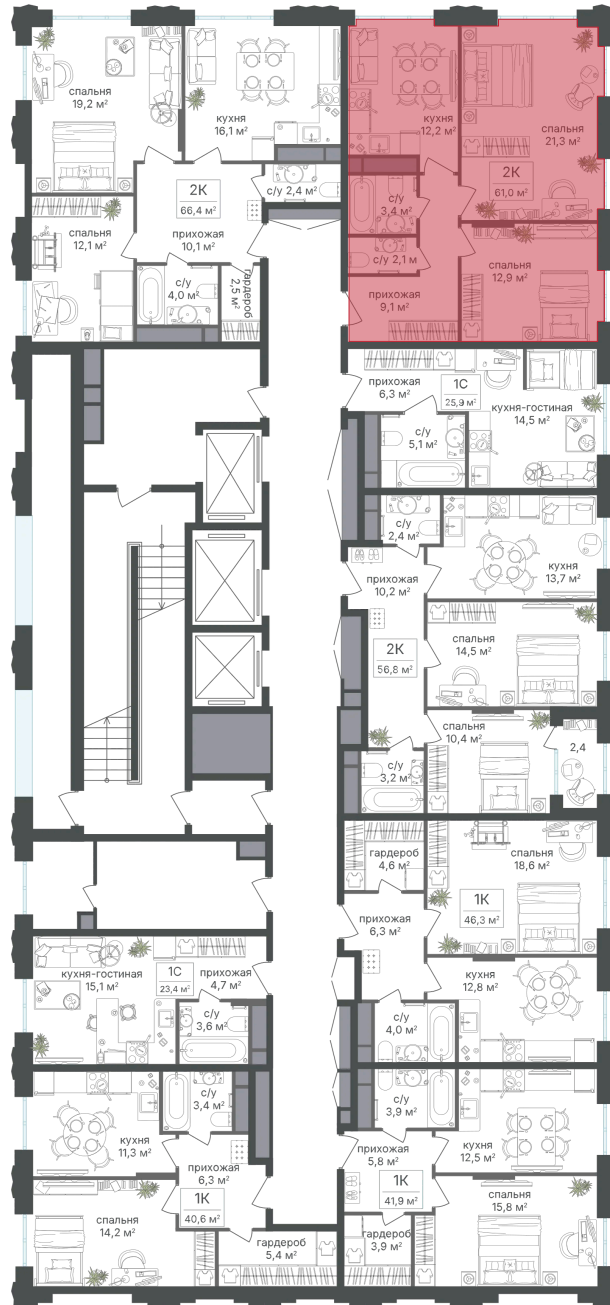 спальня
19,2 м²
кухня
16,1 м²
2К
66,4 м²
с/у 2,4 м²
спальня
12,1 м²
прихожая
10,1 м²
с/у
4,0 м²
гардероб
2,5 м²
кухня
12,2 м²
спальня
21,3 м²
2К
61,0 м²
с/у
3,4 м²
с/у 2,1 м
спальня
12,9 м²
прихожая
9,1 м²
прихожая
6,3 м²
1С
25,9 м²
кухня-гостиная
14,5 м²
с/у
5,1 м²
с/у
2,4 м²
кухня
13,7 м²
прихожая
10,2 м²
2К
56,8 м²
спальня
14,5 м²
спальня
10,4 м²
2,4
с/у
3,2 м²
гардероб
4,6 м²
спальня
18,6 м²
1К
46,3 м²
прихожая
6,3 м²
кухня
12,8 м²
с/у
4,0 м²
кухня-гостиная
15,1 м²
1С
23,4 м²
прихожая
4,7 м²
с/у
3,6 м²
с/у
3,4 м²
кухня
11,3 м²
прихожая
6,3 м²
1К
40,6 м²
спальня
14,2 м²
гардероб
5,4 м²
с/у
3,9 м²
кухня
12,5 м²
прихожая
5,8 м²
1К
41,9 м²
спальня
15,8 м²
гардероб
3,9 м²